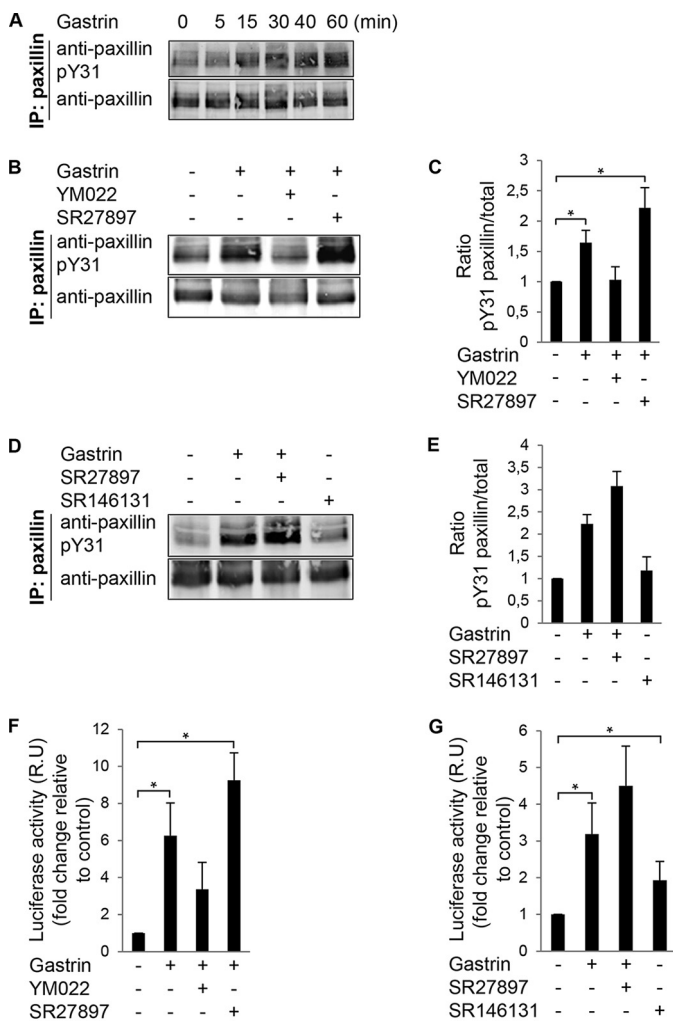 A
Gastrin 0 5 15 30 40 60 (min)
IP: paxillin
anti-paxillin
pY31
anti-paxillin
B
Gastrin - + + +
YM022 - - + -
SR27897 - - - +
IP: paxillin
anti-paxillin
pY31
anti-paxillin
C
Ratio
pY31 paxillin/total
3
2,5
2
1,5
1
0,5
0
* *
Gastrin - + + +
YM022 - - + -
SR27897 - - - +
D
Gastrin - + + -
SR27897 - - + -
SR146131 - - - +
IP: paxillin
anti-paxillin
pY31
anti-paxillin
E
Ratio
pY31 paxillin/total
4
3,5
3
2,5
2
1,5
1
0,5
0
Gastrin - + + -
SR27897 - - + -
SR146131 - - - +
F
Luciferase activity (R.U)
(fold change relative
to control)
12
10
8
6
4
2
0
* *
Gastrin - + + +
YM022 - - + -
SR27897 - - - +
G
Luciferase activity (R.U)
(fold change relative
to control)
6
5
4
3
2
1
0
* *
Gastrin - + + -
SR27897 - - + -
SR146131 - - - +